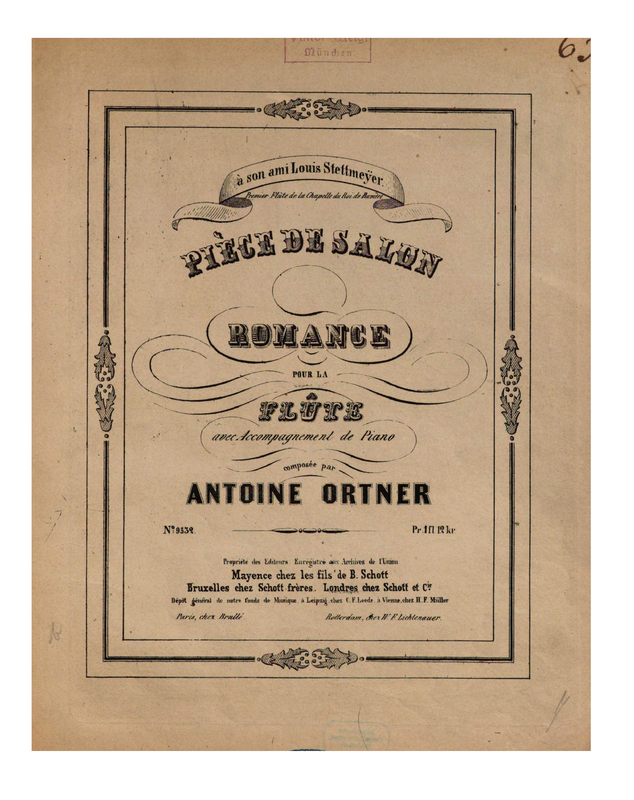 München
63
à son ami Louis Stettmeÿer.
Premier Flûte de la Chapelle du Roi de Bavière
PIÈCE DE SALON
ROMANCE
POUR LA
FLÛTE
avec Accompagnement de Piano
composée par
ANTOINE ORTNER
Nº 9532. Pr. 1 fl 12 kr
Propriété des Editeurs Enregistré aux Archives de l'Union
Mayence chez les fils de B. Schott
Bruxelles chez Schott frères. Londres chez Schott et Cie
Dépôt général de notre fonds de Musique à Leipzig, chez C. F. Leede. à Vienne, chez H. F. Müller
Paris, chez Brullé Rotterdam, chez W. F. Lichtenauer.